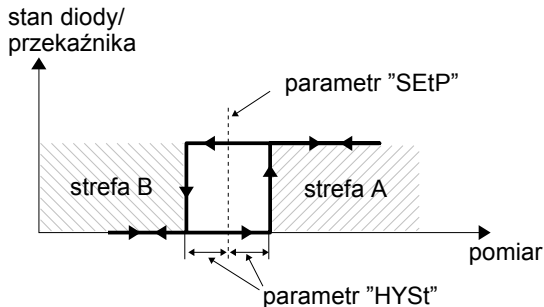 stan diody/
przekaźnika
parametr ”SEtP”
strefa B
strefa A
pomiar
parametr ”HYSt”